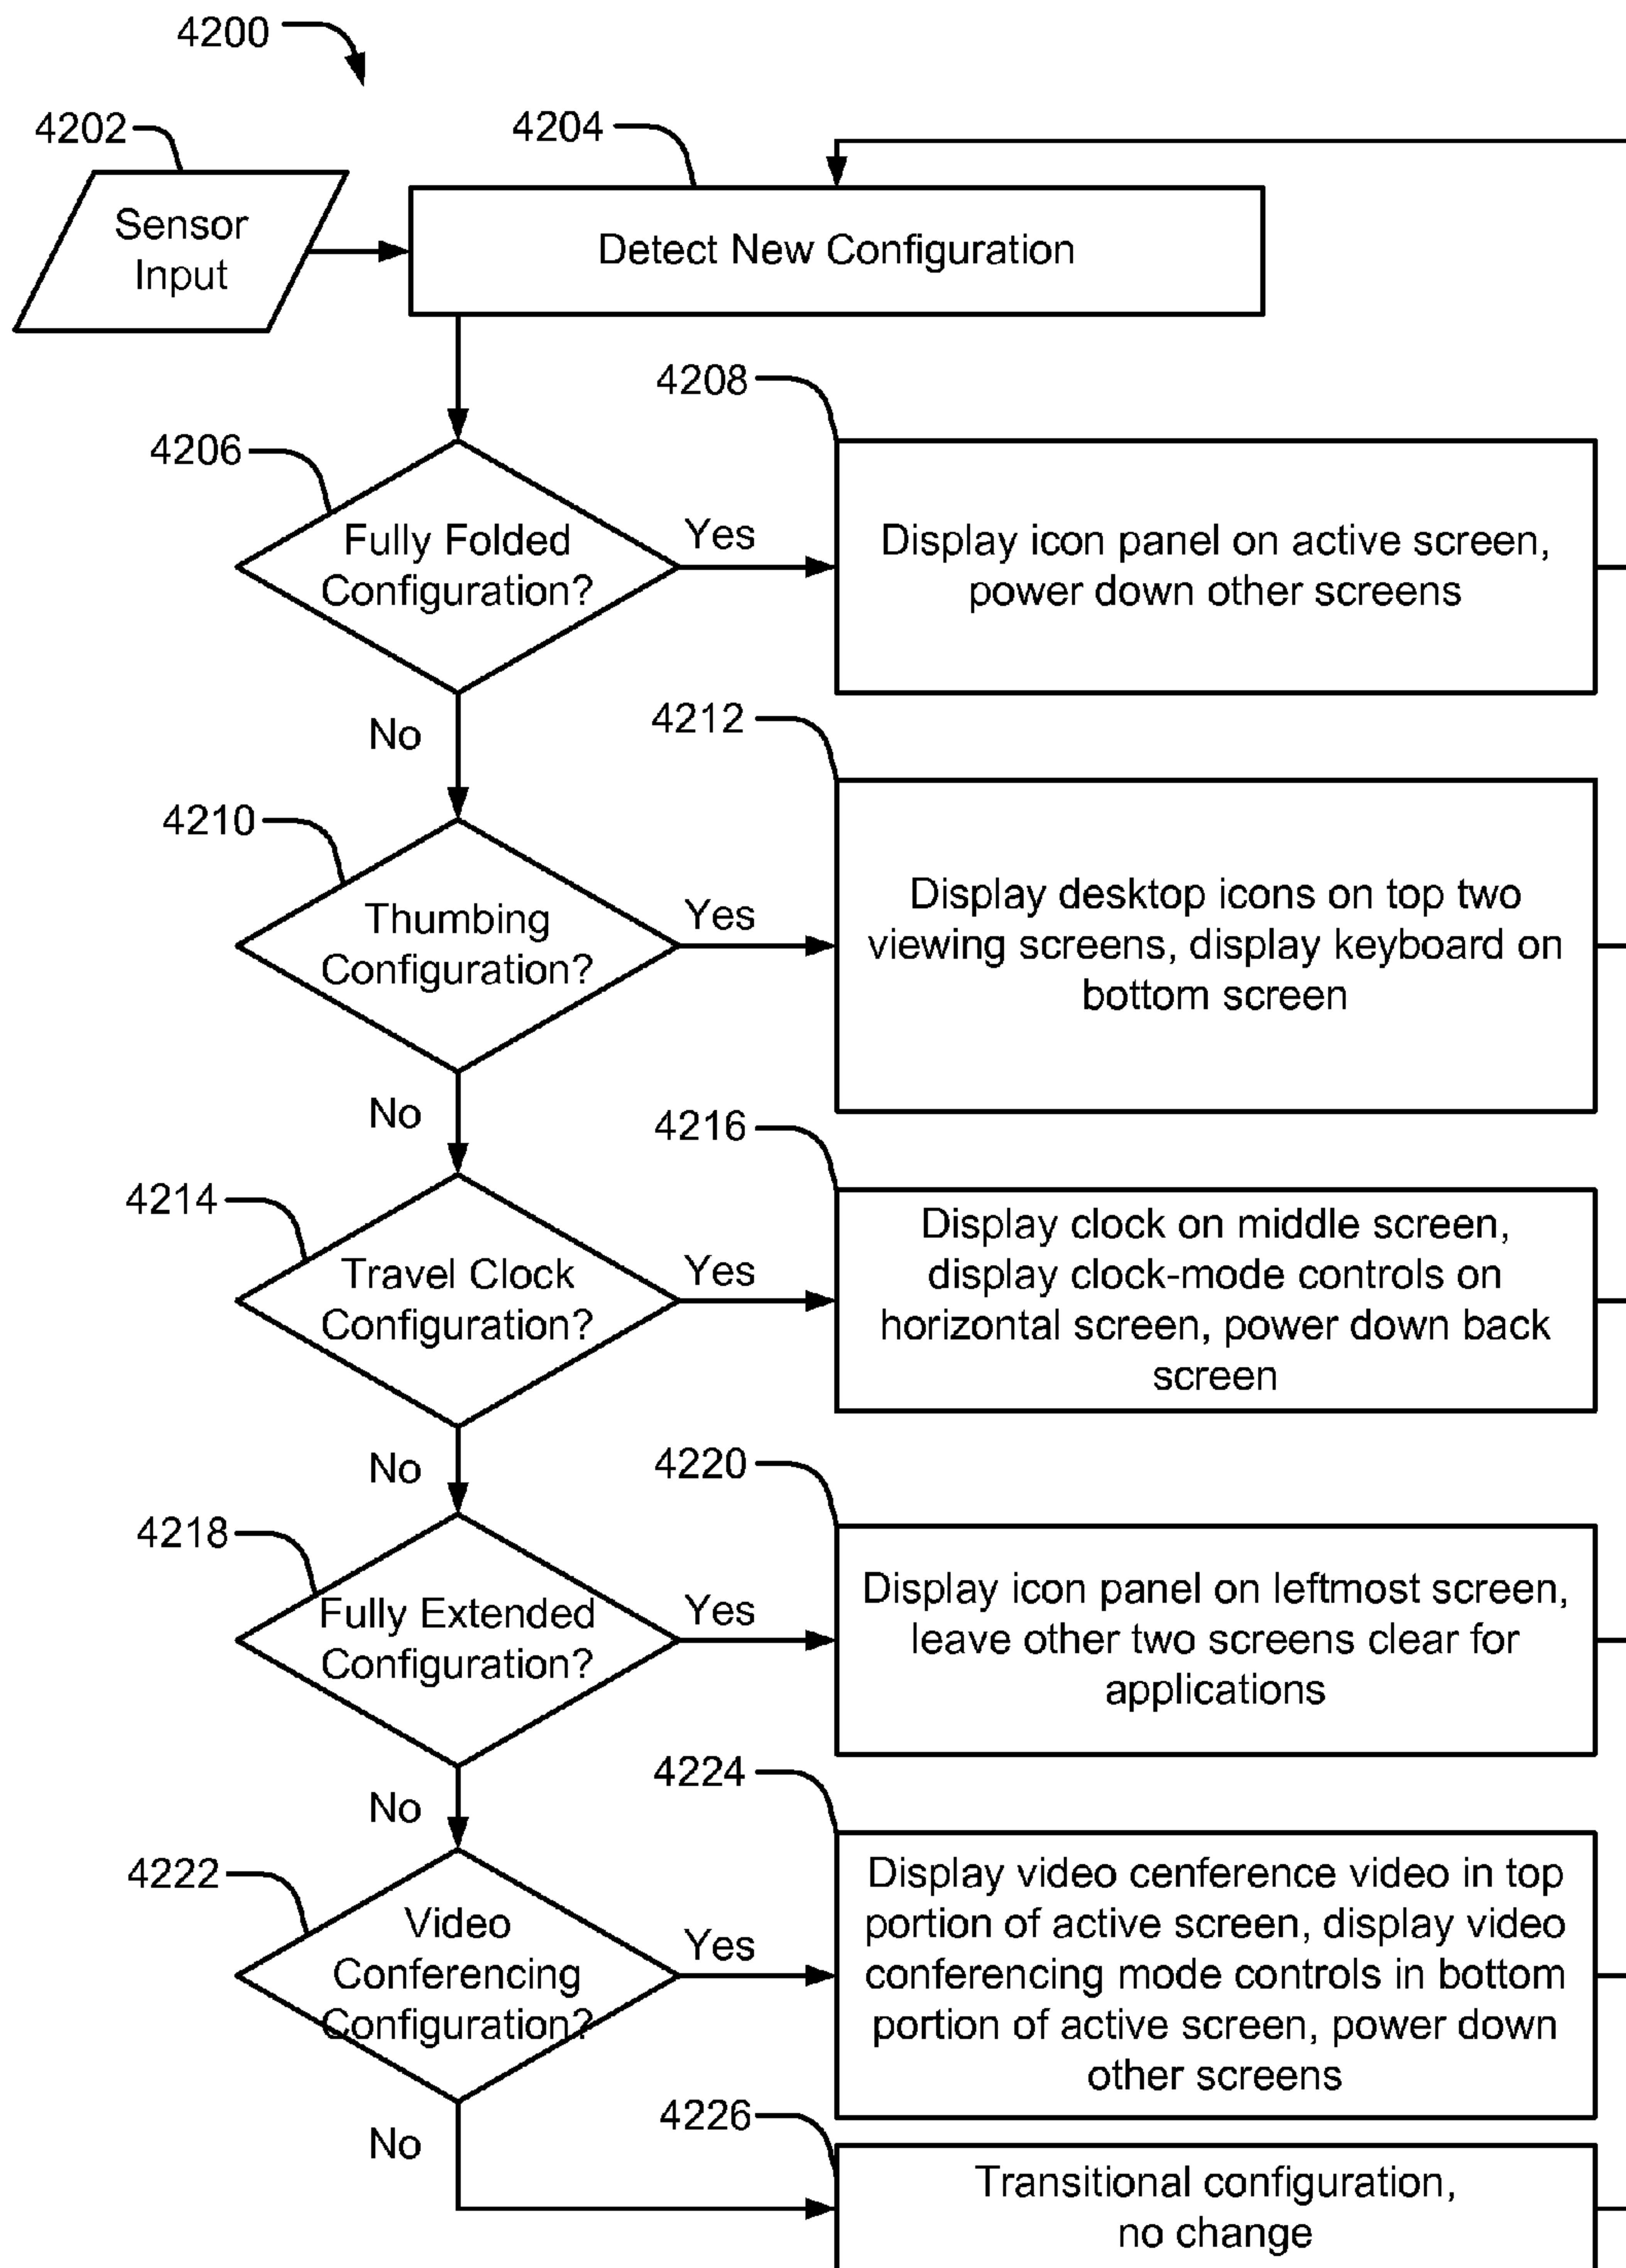 4200
4202
4204
Sensor
Input
Detect New Configuration
4206
4208
Fully Folded
Configuration?
Yes
Display icon panel on active screen,
power down other screens
No
4210
4212
Thumbing
Configuration?
Yes
Display desktop icons on top two
viewing screens, display keyboard on
bottom screen
No
4214
4216
Travel Clock
Configuration?
Yes
Display clock on middle screen,
display clock-mode controls on
horizontal screen, power down back
screen
No
4218
4220
Fully Extended
Configuration?
Yes
Display icon panel on leftmost screen,
leave other two screens clear for
applications
No
4222
4224
Video
Conferencing
Configuration?
Yes
Display video cenference video in top
portion of active screen, display video
conferencing mode controls in bottom
portion of active screen, power down
other screens
No
4226
Transitional configuration,
no change